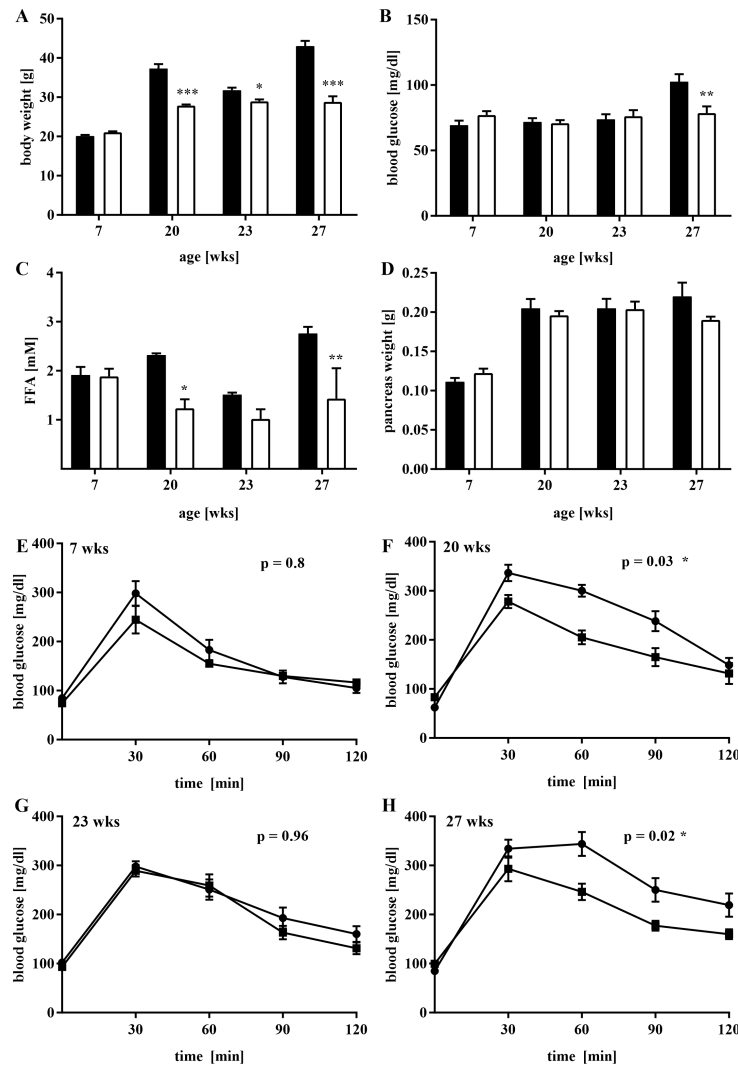 A
body weight [g]
50
40
30
20
10
0
***
*
***
7 20 23 27
age [wks]
B
blood glucose [mg/dl]
150
100
50
0
**
7 20 23 27
age [wks]
C
FFA [mM]
4
3
2
1
*
**
7 20 23 27
age [wks]
D
pancreas weight [g]
0.25
0.20
0.15
0.10
0.05
0.00
7 20 23 27
age [wks]
E
7 wks
p = 0.8
blood glucose [mg/dl]
400
300
200
100
0
30 60 90 120
time [min]
F
20 wks
p = 0.03 *
blood glucose [mg/dl]
400
300
200
100
0
30 60 90 120
time [min]
G
23 wks
p = 0.96
blood glucose [mg/dl]
400
300
200
100
0
30 60 90 120
time [min]
H
27 wks
p = 0.02 *
blood glucose [mg/dl]
400
300
200
100
0
30 60 90 120
time [min]